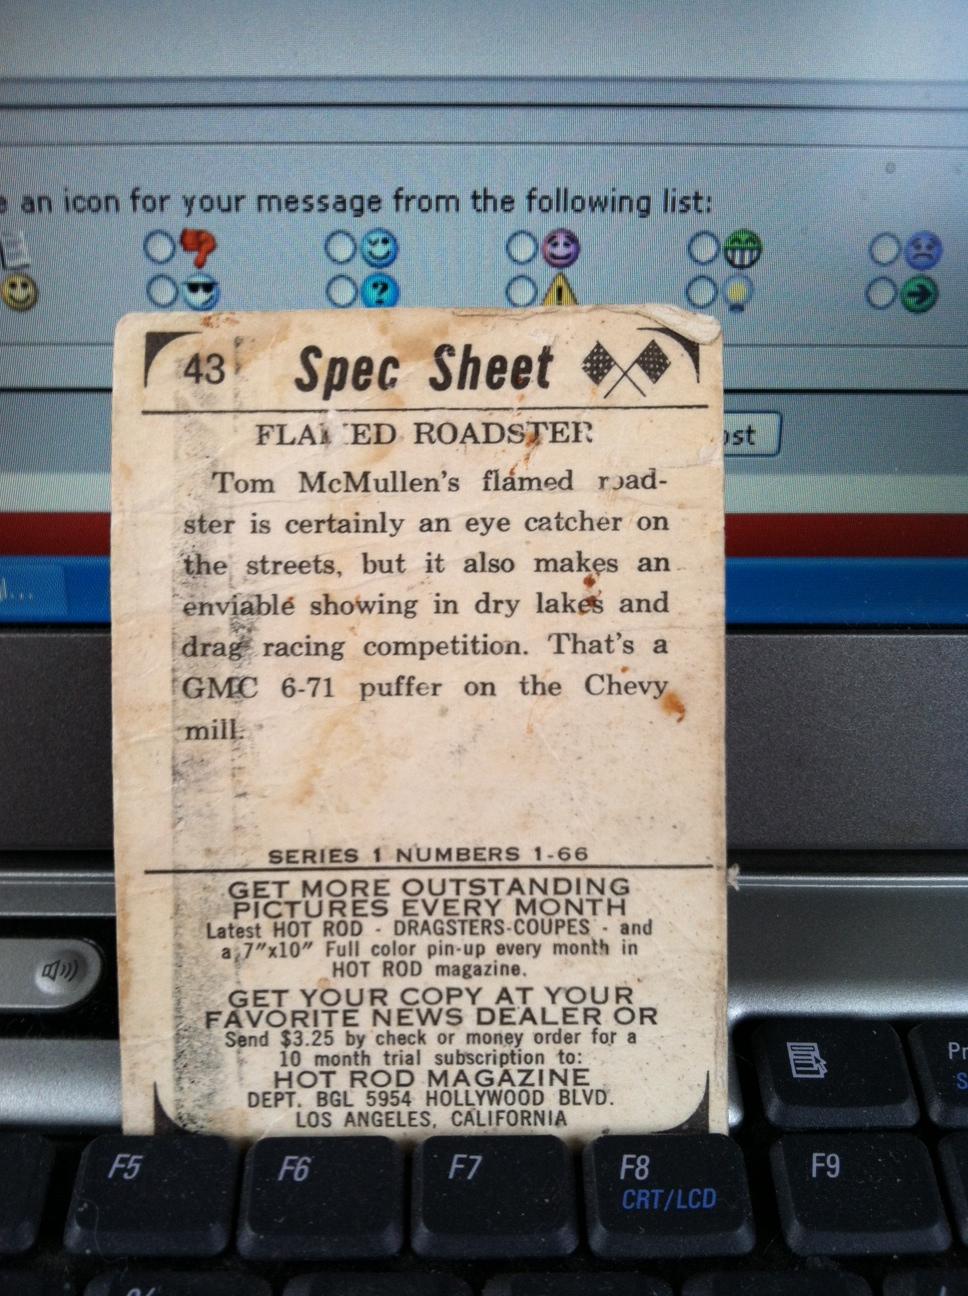 an icon for your message from the following list:
43 Spec Sheet
FLAMED ROADSTER
Tom McMullen's flamed road-
ster is certainly an eye catcher on
the streets, but it also makes an
enviable showing in dry lakes and
drag racing competition. That's a
GMC 6-71 puffer on the Chevy
mill.
SERIES 1 NUMBERS 1-66
GET MORE OUTSTANDING
PICTURES EVERY MONTH
Latest HOT ROD - DRAGSTERS-COUPES - and
a 7"x10" Full color pin-up every month in
HOT ROD magazine.
GET YOUR COPY AT YOUR
FAVORITE NEWS DEALER OR
Send $3.25 by check or money order for a
10 month trial subscription to:
HOT ROD MAGAZINE
DEPT. BGL 5954 HOLLYWOOD BLVD.
LOS ANGELES, CALIFORNIA
F5 F6 F7 F8 F9
CRT/LCD